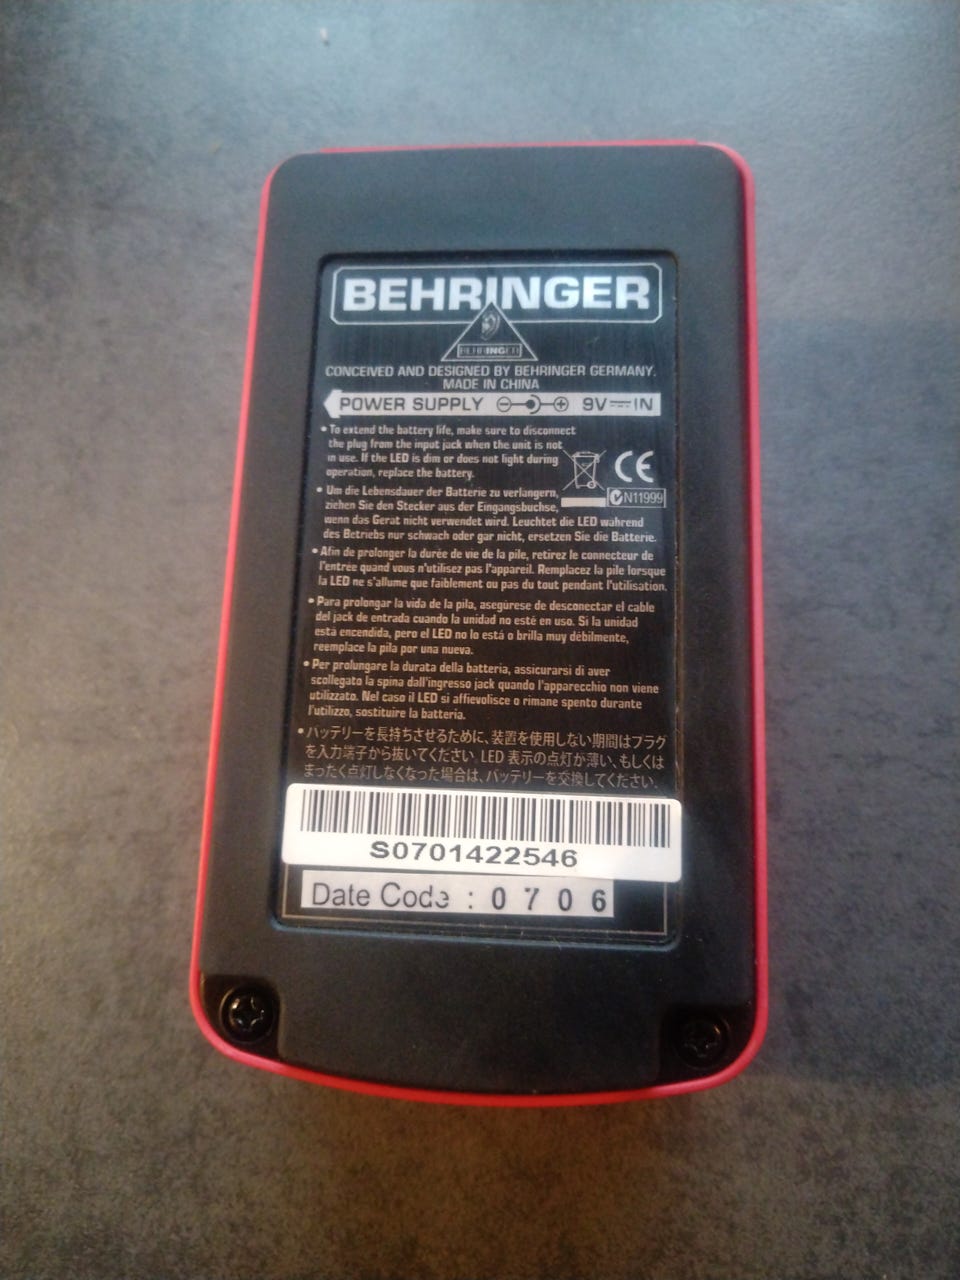 BEHRINGER
BEHRINGER
CONCEIVED AND DESIGNED BY BEHRINGER GERMANY.
MADE IN CHINA
POWER SUPPLY 9V IN
• To extend the battery life, make sure to disconnect
the plug from the input jack when the unit is not
in use. If the LED is dim or does not light during
operation, replace the battery.
CE
N11999
• Um die Lebensdauer der Batterie zu verlangern,
ziehen Sie den Stecker aus der Eingangsbuchse,
wenn das Gerat nicht verwendet wird. Leuchtet die LED wahrend
des Betriebs nur schwach oder gar nicht, ersetzen Sie die Batterie.
• Afin de prolonger la durée de vie de la pile, retirez le connecteur de
l'entrée quand vous n'utilisez pas l'appareil. Remplacez la pile lorsque
la LED ne s'allume que faiblement ou pas du tout pendant l'utilisation.
• Para prolongar la vida de la pila, asegúrese de desconectar el cable
del jack de entrada cuando la unidad no esté en uso. Si la unidad
está encendida, pero el LED no lo está o brilla muy débilmente,
reemplace la pila por una nueva.
• Per prolungare la durata della batteria, assicurarsi di aver
scollegato la spina dall'ingresso jack quando l'apparecchio non viene
utilizzato. Nel caso il LED si affievolisce o rimane spento durante
l'utilizzo, sostituire la batteria.
• バッテリーを長持ちさせるために、装置を使用しない期間はプラグ
を入力端子から抜いてください. LED 表示の点灯が薄い、もしくは
まったく点灯しなくなった場合は、バッテリーを交換してください.
S0701422546
Date Code : 0706